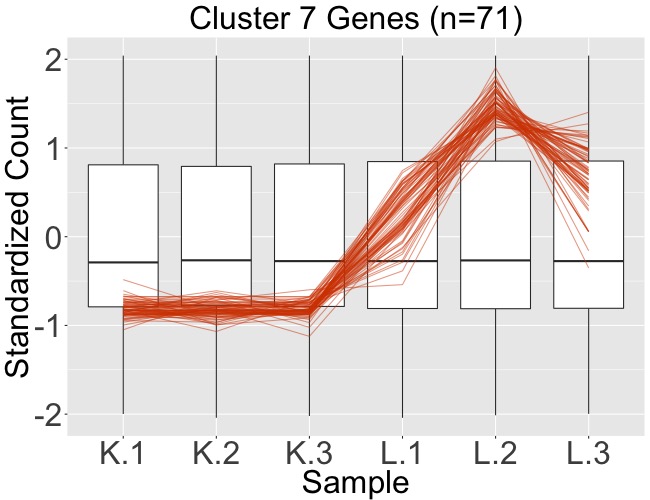 Cluster 7 Genes (n=71)
Standardized Count
2
1
0
-1
-2
K.1 K.2 K.3 L.1 L.2 L.3
Sample